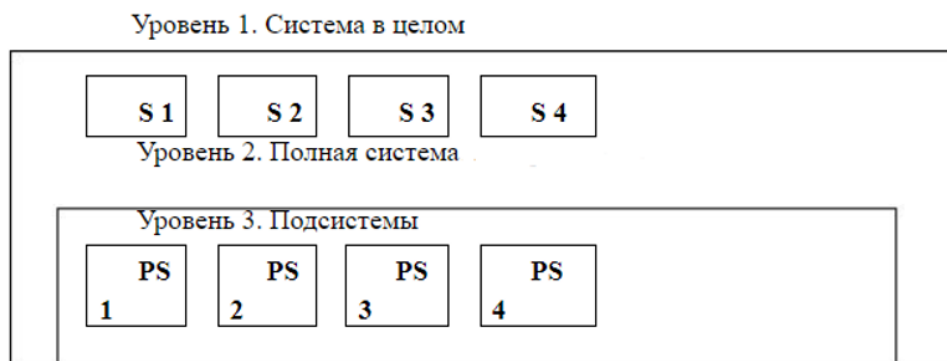 Уровень 1. Система в целом
S 1 S 2 S 3 S 4
Уровень 2. Полная система
Уровень 3. Подсистемы
PS PS PS PS
1 2 3 4